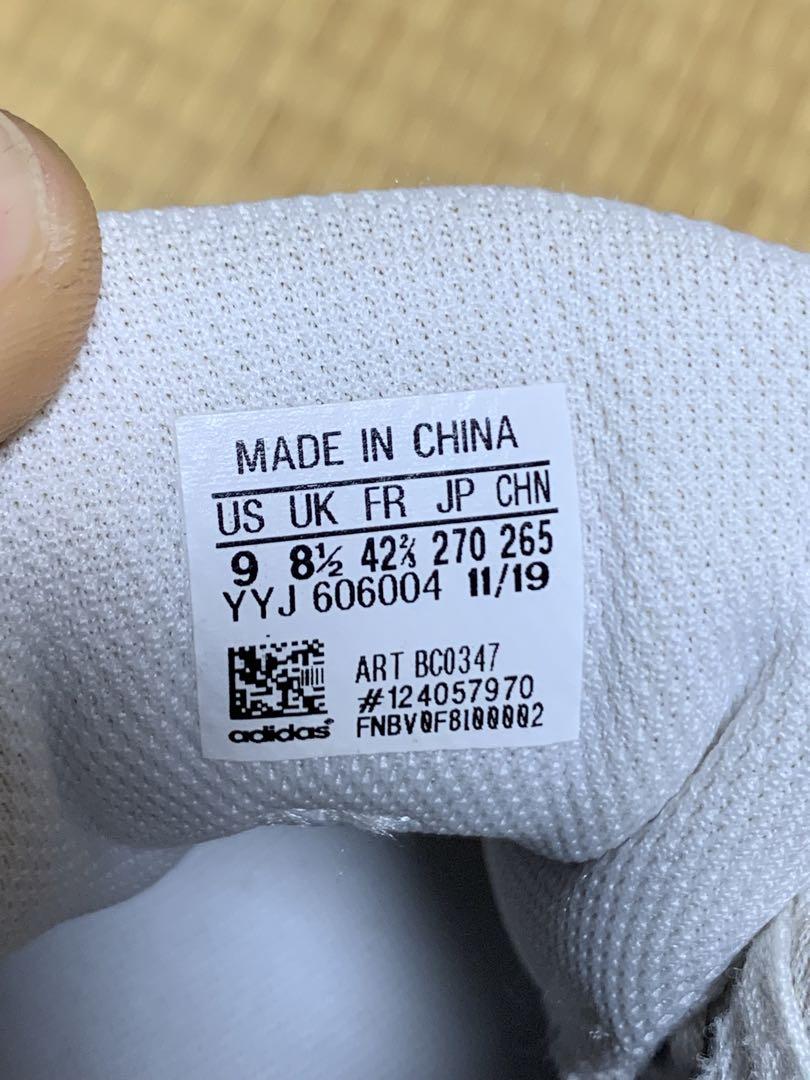 MADE IN CHINA
US UK FR JP CHN
9 8½ 42⅔ 270 265
YYJ 606004 11/19
ART BC0347
#124057970
adidas FNBV0F8I00002